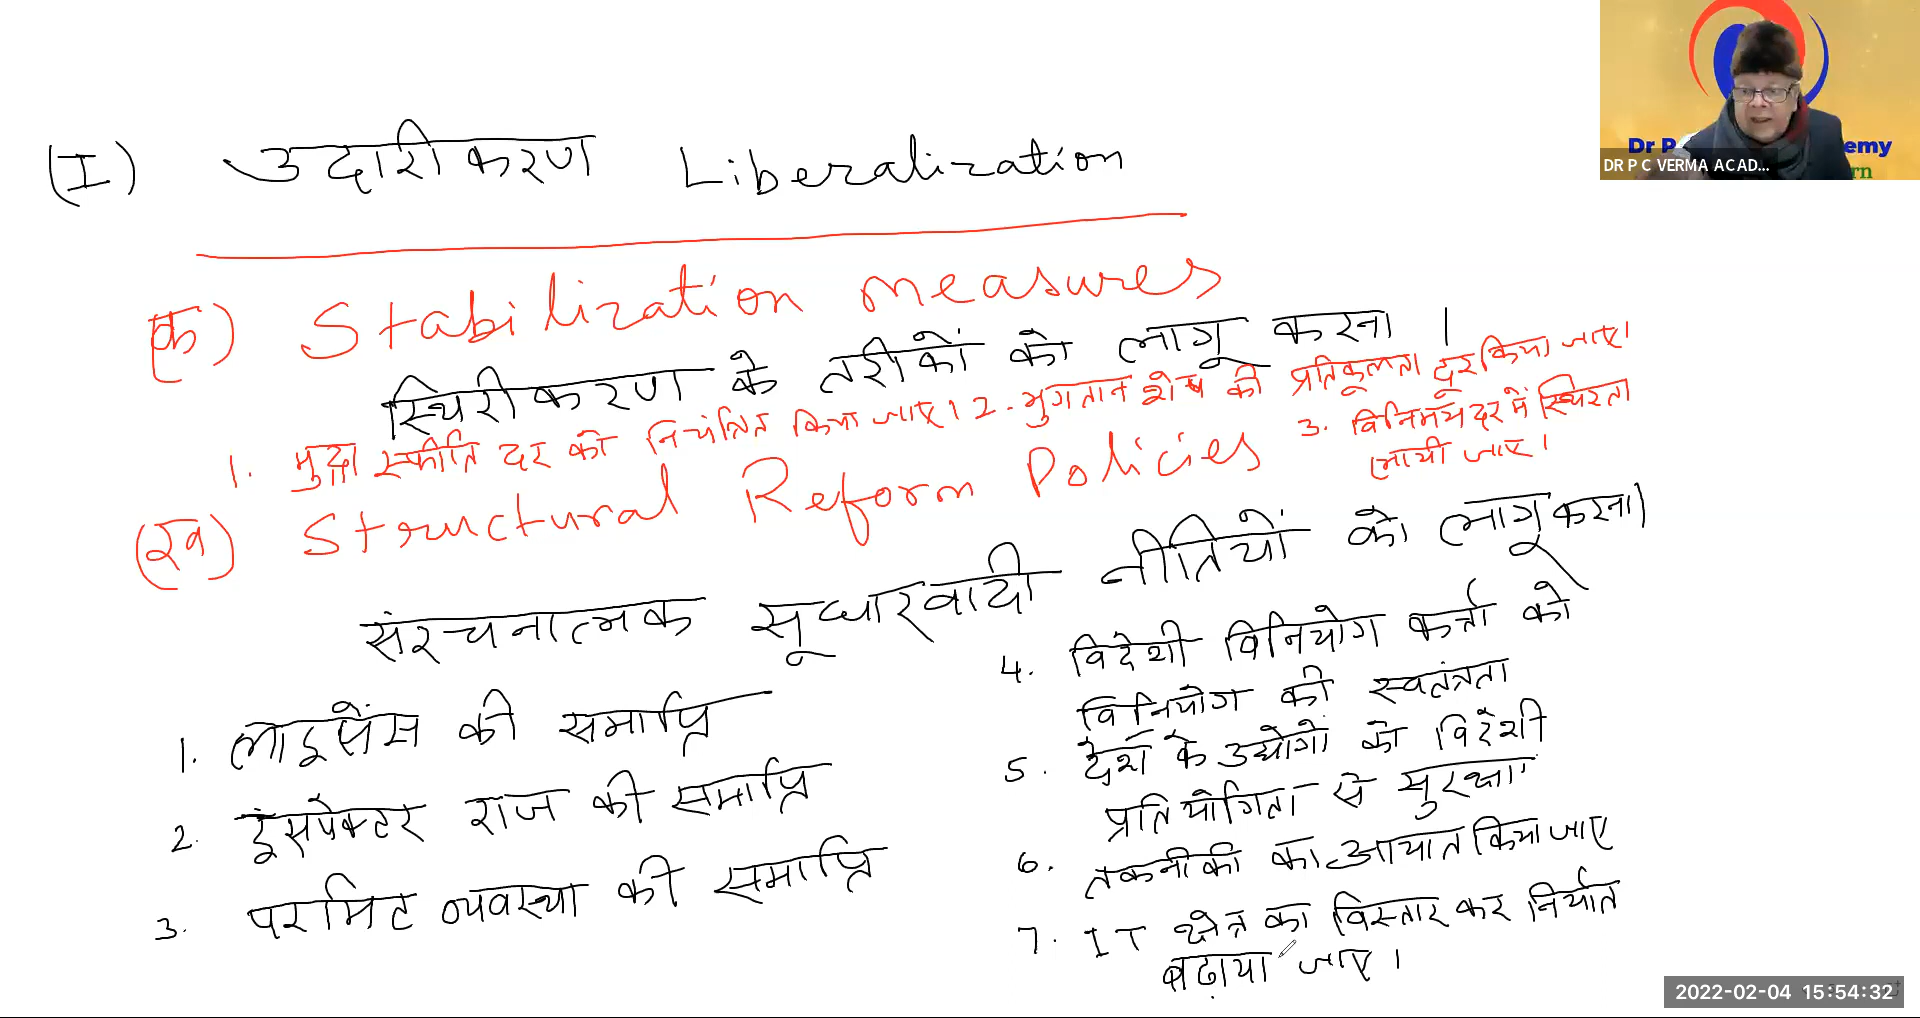 (I) उदारीकरण Liberalization
Dr P emy
DR P C VERMA ACAD... rn
(क) Stabilization measures
स्थिरीकरण के तरीकों को लागू करना ।
1. मुद्रा स्फीति दर को नियंत्रित किया जाए। 2. भुगतान शेष की प्रतिकूलता दूर किया जाए।
3. विनिमय दर में स्थिरता
लायी जाए।
(ख) Structural Reform Policies
संरचनात्मक सूधारवादी नीतियों को लागू करना।
1. लाइसेंस की समाप्ति
2. इंसपेक्टर राज की समाप्ति
3. परमिट व्यवस्था की समाप्ति
4. विदेशी विनियोग कर्त्ता को
विनियोग की स्वतंत्रता
5. देश के उद्योगों को विदेशी
प्रतियोगिता से सुरक्षा
6. तकनीकी का आयात किया जाए
7. IT क्षेत्र का विस्तार कर निर्यात
बढ़ाया जाए।
2022-02-04 15:54:32